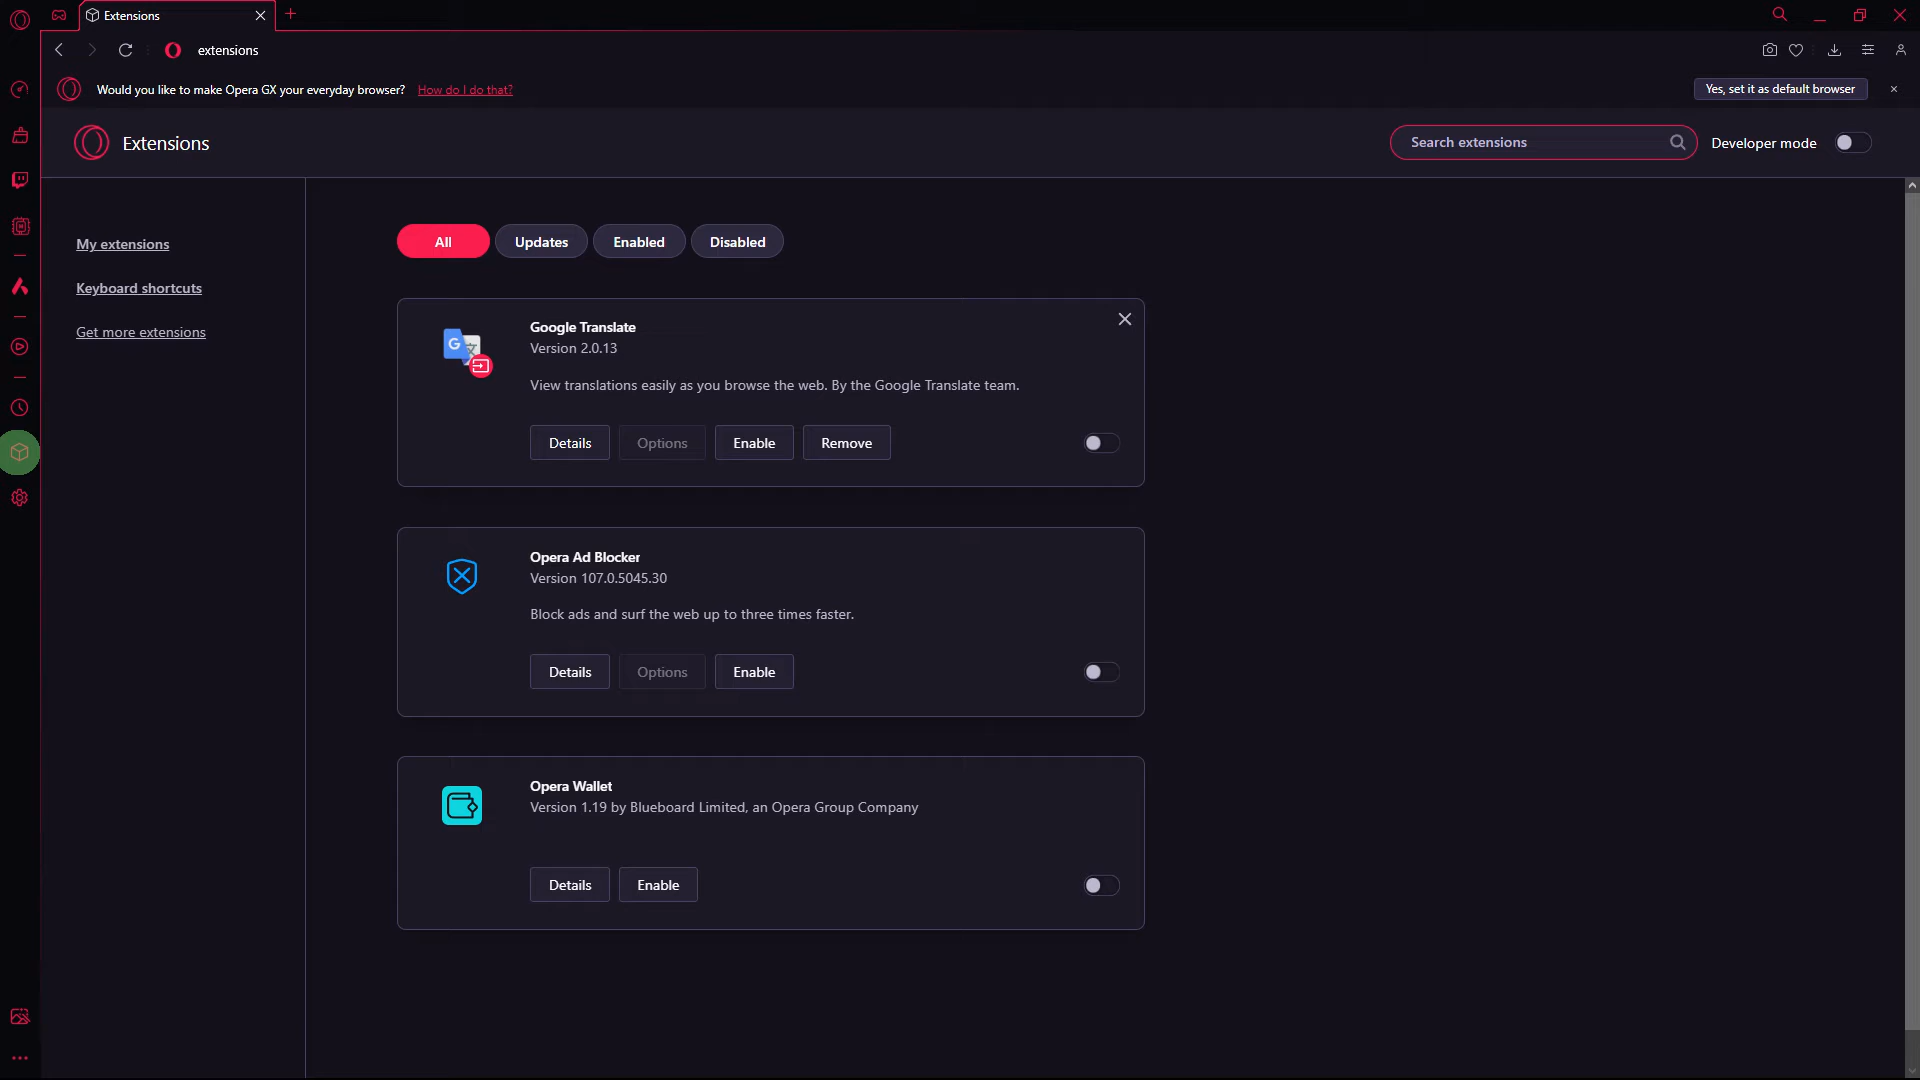 Extensions
extensions
Would you like to make Opera GX your everyday browser? How do I do that?
Yes, set it as default browser
Extensions
Search extensions
Developer mode
My extensions
Keyboard shortcuts
Get more extensions
All
Updates
Enabled
Disabled
Google Translate
Version 2.0.13
View translations easily as you browse the web. By the Google Translate team.
Details
Options
Enable
Remove
Opera Ad Blocker
Version 107.0.5045.30
Block ads and surf the web up to three times faster.
Details
Options
Enable
Opera Wallet
Version 1.19 by Blueboard Limited, an Opera Group Company
Details
Enable